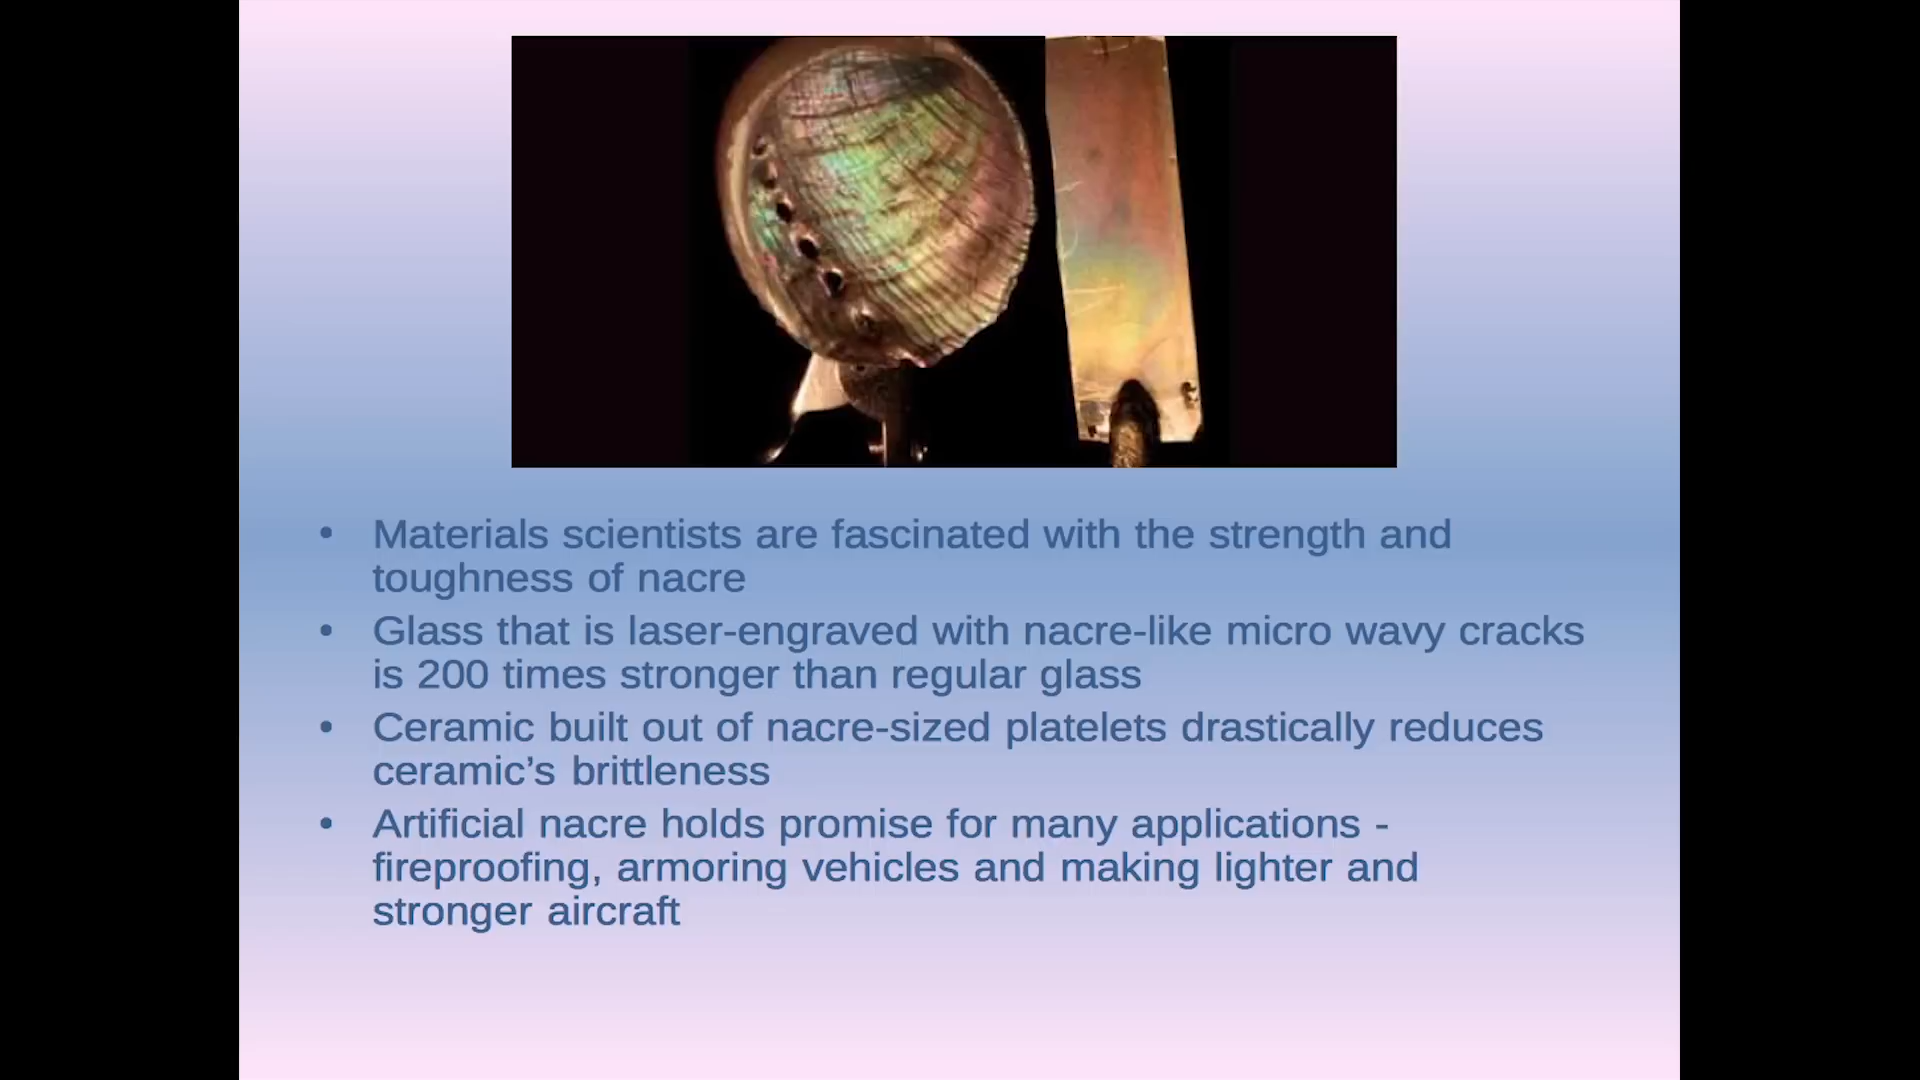 • Materials scientists are fascinated with the strength and
toughness of nacre
• Glass that is laser-engraved with nacre-like micro wavy cracks
is 200 times stronger than regular glass
• Ceramic built out of nacre-sized platelets drastically reduces
ceramic’s brittleness
• Artificial nacre holds promise for many applications -
fireproofing, armoring vehicles and making lighter and
stronger aircraft